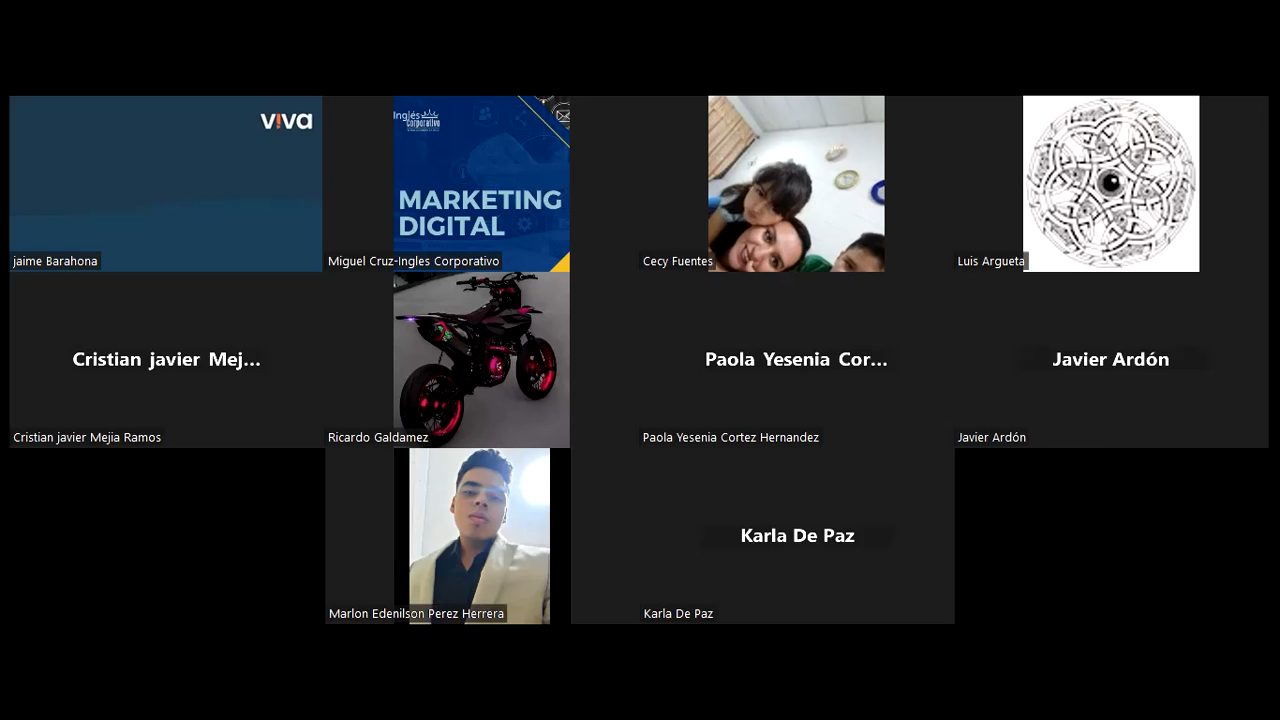 v!va
Inglés
Corporativo
MARKETING
DIGITAL
jaime Barahona
Miguel Cruz-Ingles Corporativo
Cecy Fuentes
Luis Argueta
Cristian javier Mej...
Paola Yesenia Cor...
Javier Ardón
Cristian javier Mejia Ramos
Ricardo Galdamez
Paola Yesenia Cortez Hernandez
Javier Ardón
Karla De Paz
Marlon Edenilson Perez Herrera
Karla De Paz